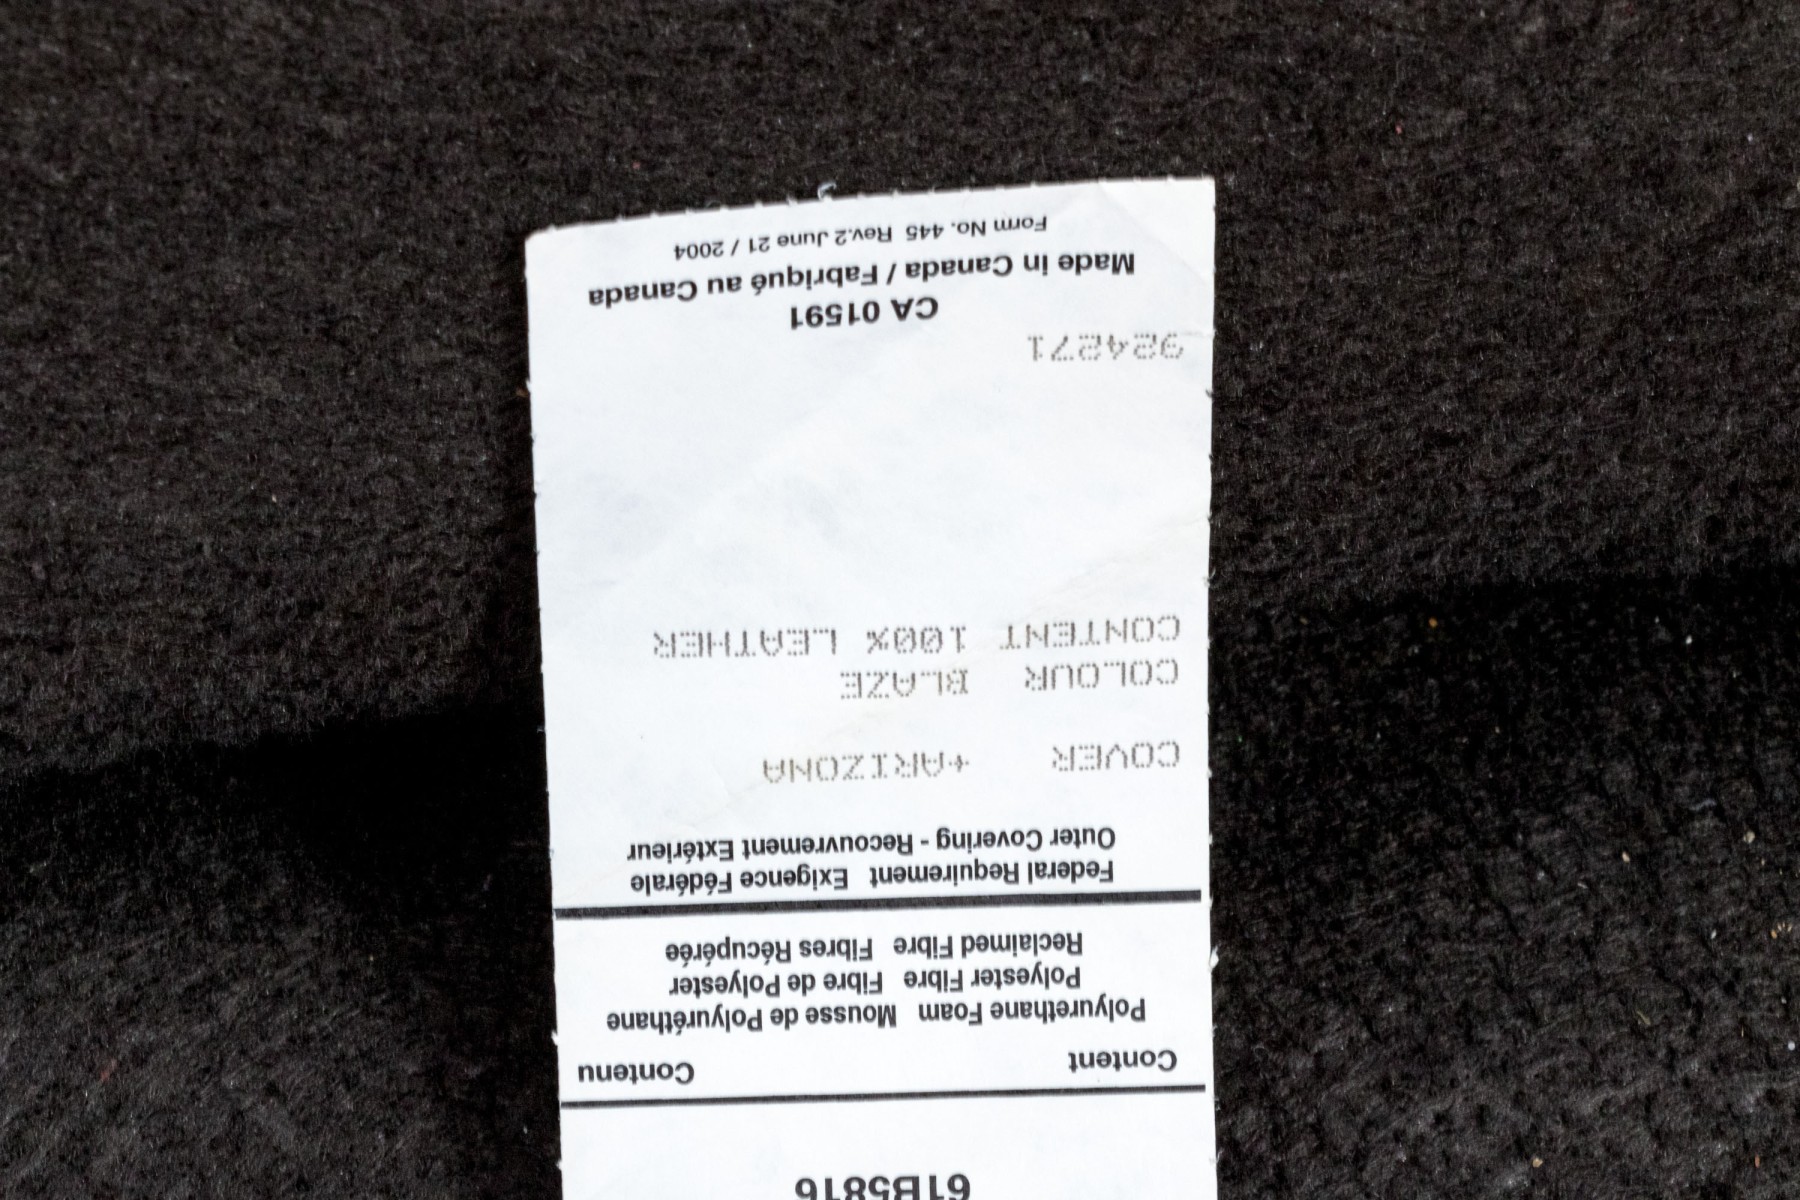 61B5816
Content Contenu
Polyurethane Foam Mousse de Polyuréthane
Polyester Fibre Fibre de Polyester
Reclaimed Fibre Fibres Récupérée
Federal Requirement Exigence Fédérale
Outer Covering - Recouvrement Extérieur
COVER +ARIZONA
COLOUR BLAZE
CONTENT 100% LEATHER
924271
CA 01591
Made in Canada / Fabriqué au Canada
Form No. 445 Rev.2 June 21 / 2004